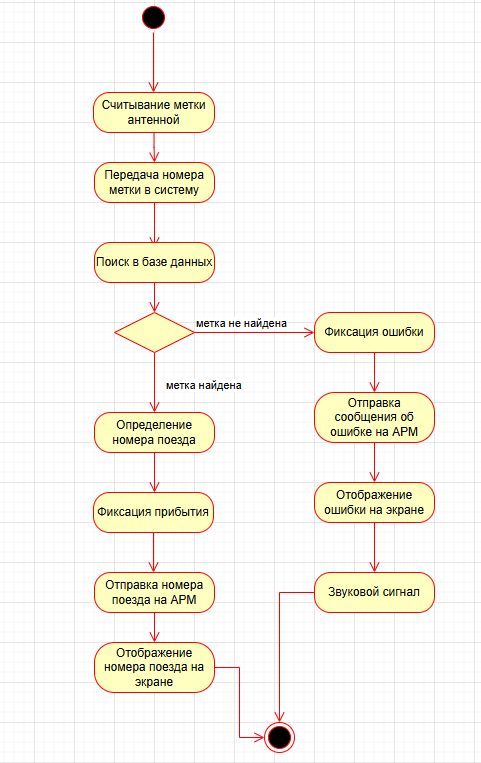 Считывание метки
антенной
Передача номера
метки в систему
Поиск в базе данных
метка не найдена
Фиксация ошибки
метка найдена
Отправка
сообщения об
ошибке на АРМ
Определение
номера поезда
Отображение
ошибки на экране
Фиксация прибытия
Отправка номера
поезда на АРМ
Звуковой сигнал
Отображение
номера поезда на
экране